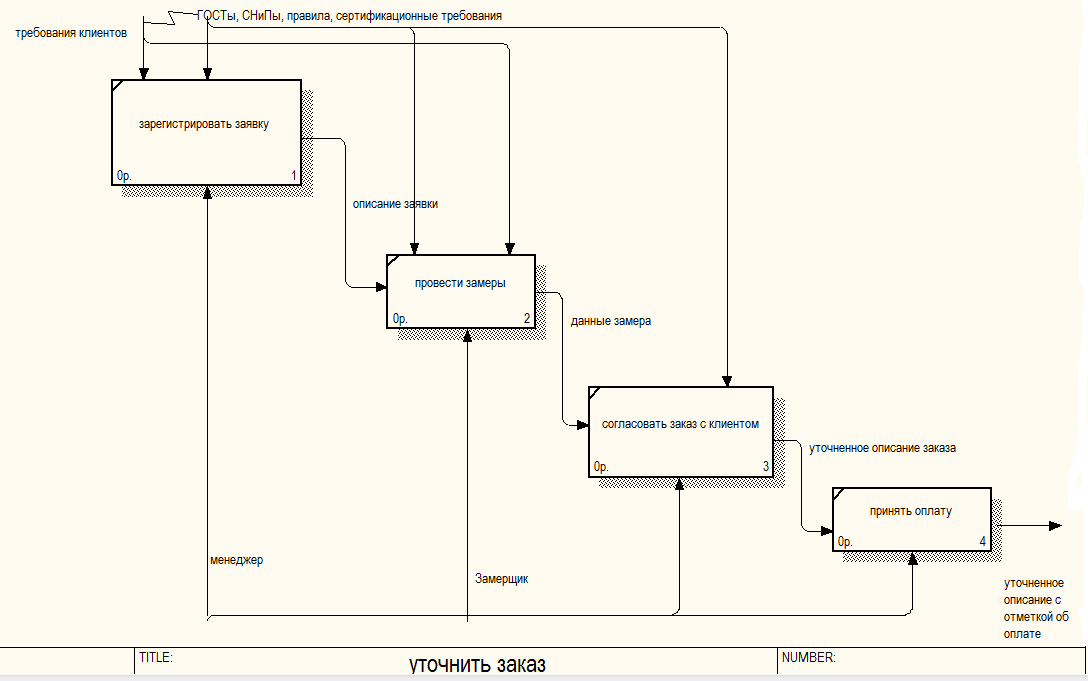 ГОСТы, СНиПы, правила, сертификационные требования
требования клиентов
зарегистрировать заявку
0р. 1
описание заявки
провести замеры
0р. 2
данные замера
согласовать заказ с клиентом
0р. 3
уточненное описание заказа
принять оплату
0р. 4
менеджер
Замерщик
уточненное
описание с
отметкой об
оплате
TITLE:
уточнить заказ
NUMBER: